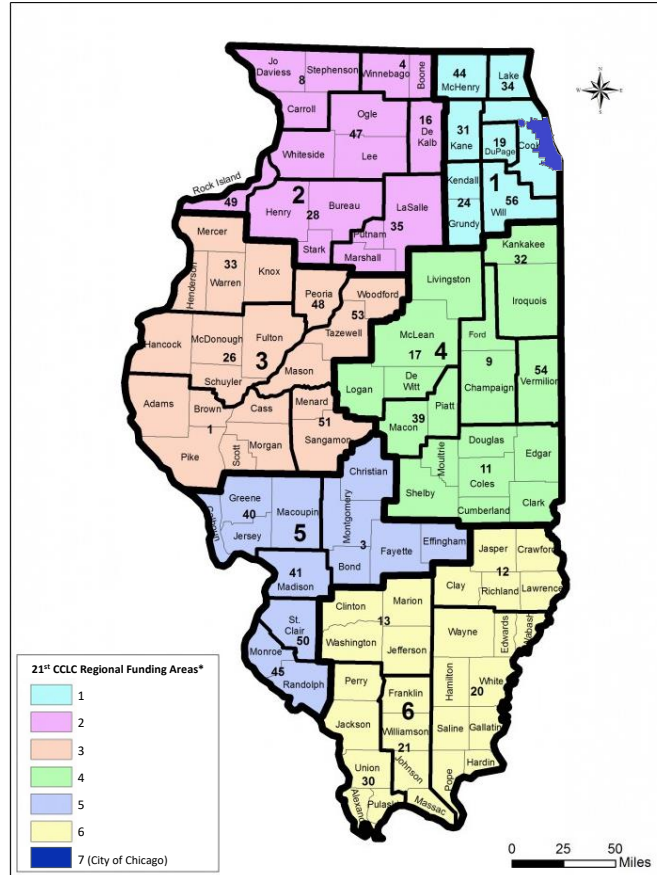 Jo
Daviess
8
Stephenson
Winnebago
4
Boone
44
McHenry
Lake
34
Carroll
Ogle
47
16
De
Kalb
31
Kane
19
DuPage
Cook
Whiteside
Lee
Rock Island
49
2
Henry
28
Bureau
LaSalle
35
Kendall
24
Grundy
1
56
Will
Stark
Putnam
Marshall
Mercer
Kankakee
32
Henderson
33
Warren
Knox
Peoria
48
Woodford
53
Livingston
Iroquois
Hancock
McDonough
26
Fulton
3
Tazewell
McLean
17
4
Ford
9
Schuyler
Mason
Logan
De
Witt
Champaign
54
Vermilion
Adams
Brown
1
Cass
Menard
51
Sangamon
39
Macon
Piatt
Pike
Scott
Morgan
Douglas
Edgar
Christian
Moultrie
11
Coles
Shelby
Cumberland
Clark
Greene
40
Jersey
Calhoun
Macoupin
5
Montgomery
3
Bond
Fayette
Effingham
Jasper
Crawford
12
Clay
Richland
Lawrence
41
Madison
Clinton
Marion
13
Wayne
Edwards
Wabash
St.
Clair
50
Washington
Jefferson
Monroe
45
Randolph
Perry
Franklin
6
Hamilton
White
20
Jackson
Williamson
21
Saline
Gallatin
Union
30
Johnson
Pope
Hardin
Alexander
Pulaski
Massac
21st CCLC Regional Funding Areas*
1
2
3
4
5
6
7 (City of Chicago)
N
W
E
S
0 25 50
Miles